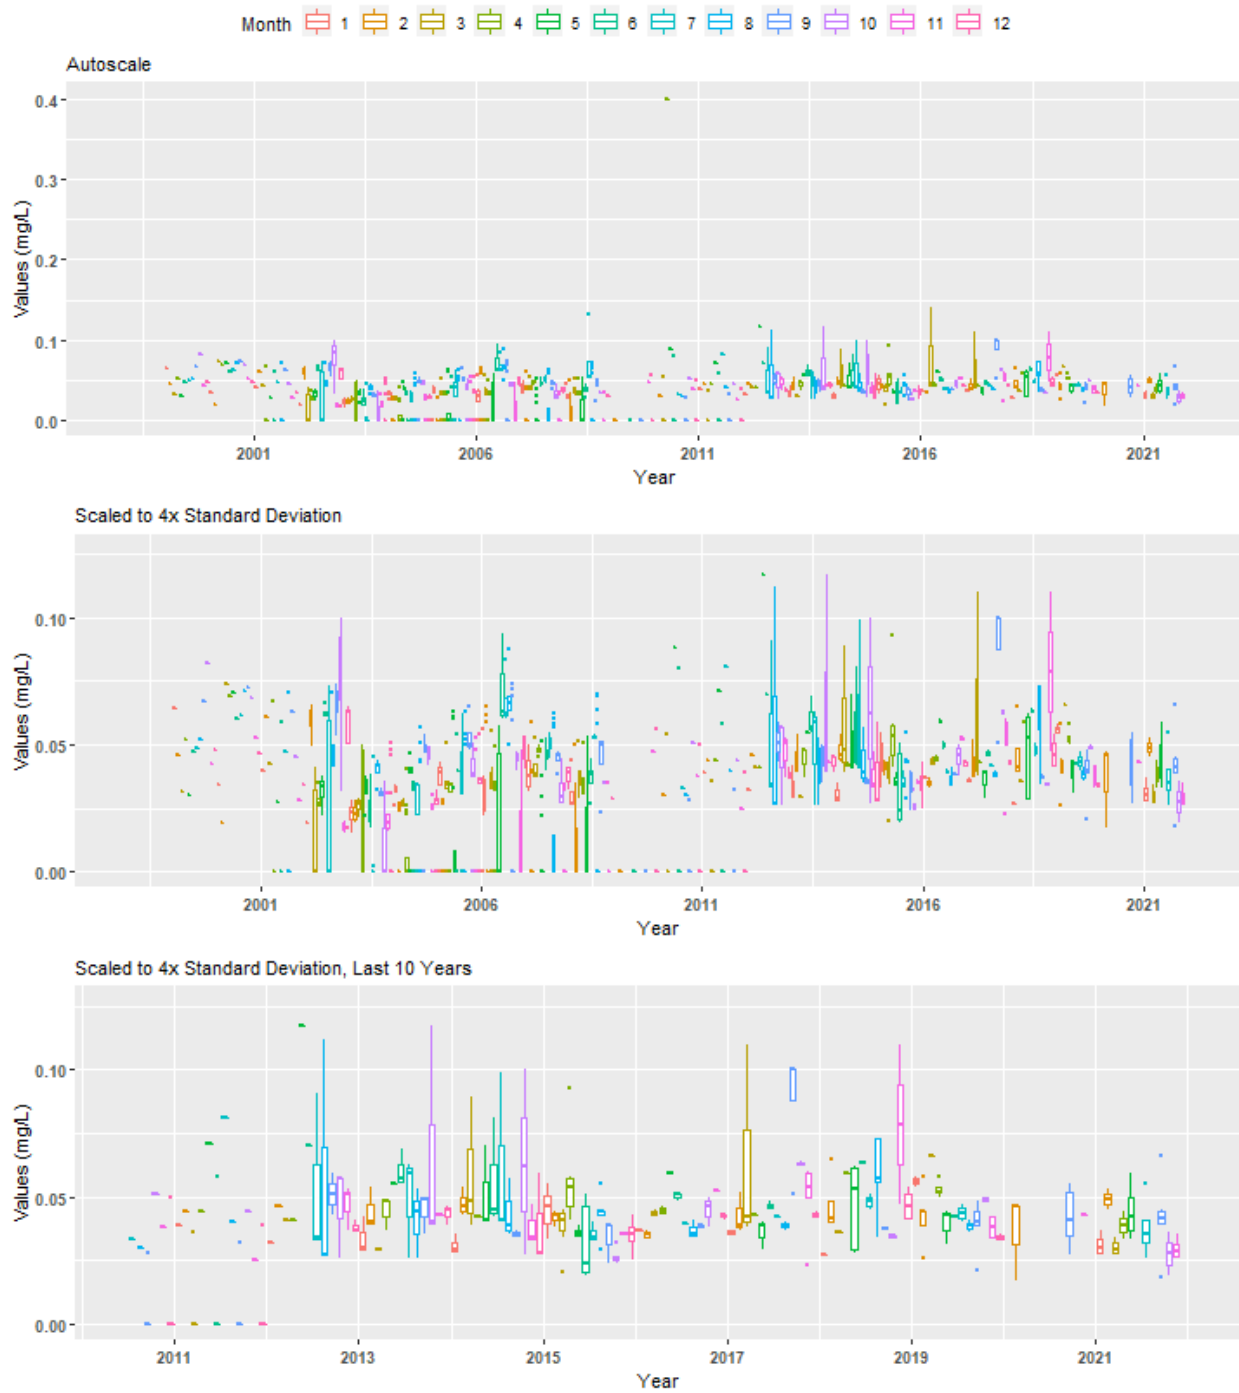 Month 1 2 3 4 5 6 7 8 9 10 11 12
Autoscale
0.4
0.3
0.2
0.1
0.0
Values (mg/L)
2001 2006 2011 2016 2021
Year
Scaled to 4x Standard Deviation
0.10
0.05
0.00
Values (mg/L)
2001 2006 2011 2016 2021
Year
Scaled to 4x Standard Deviation, Last 10 Years
0.10
0.05
0.00
Values (mg/L)
2011 2013 2015 2017 2019 2021
Year